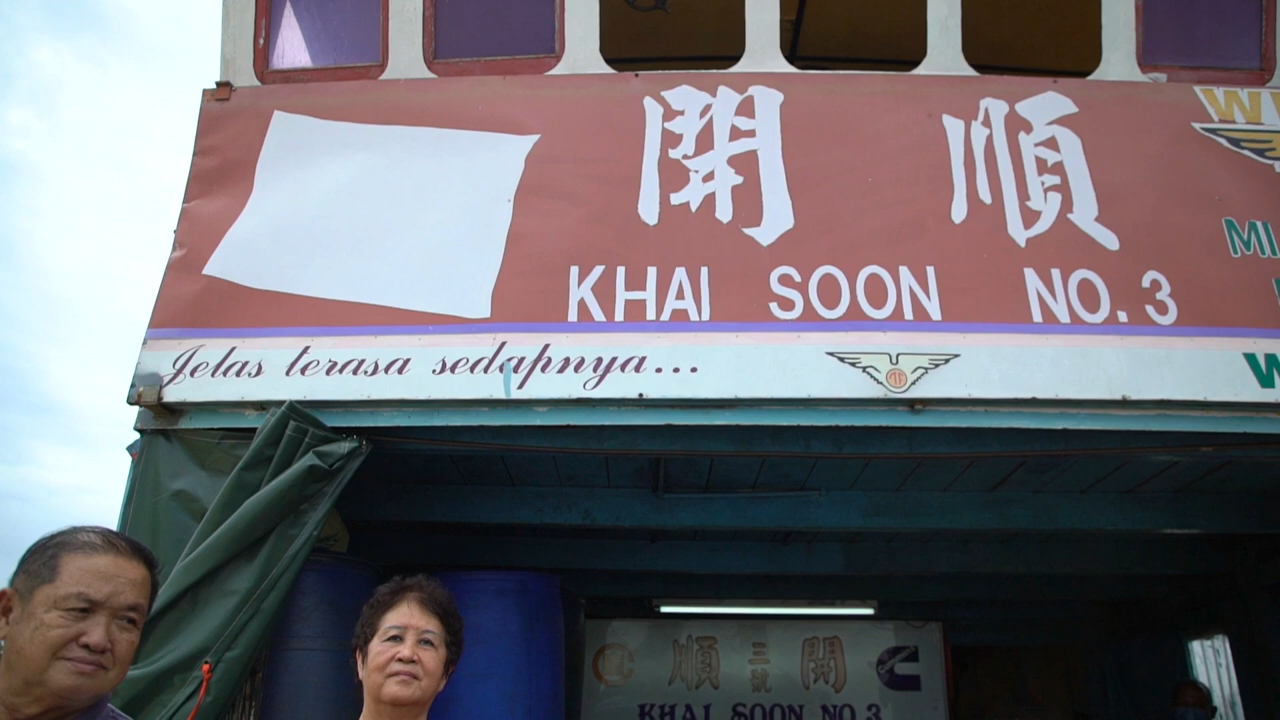 開 順
KHAI SOON NO. 3
Jelas terasa sedapnya...
順 三號 開
KHAI SOON NO.3